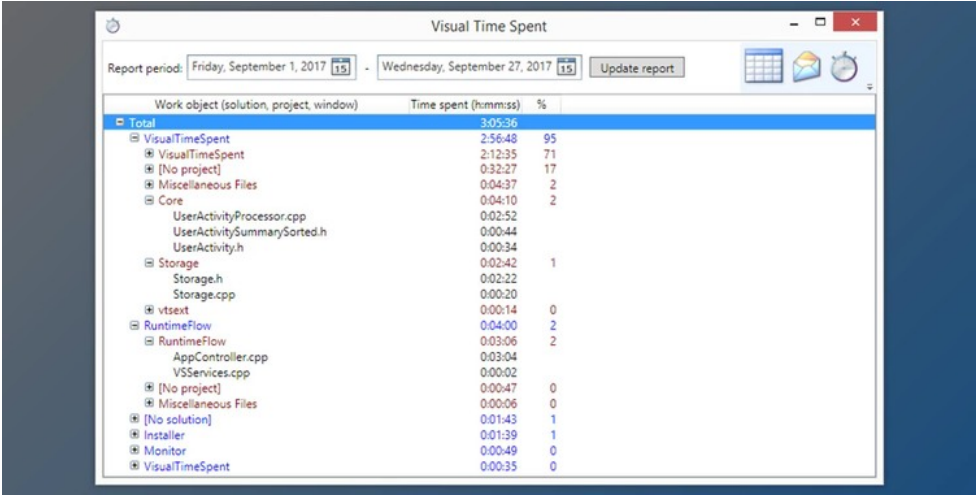 Visual Time Spent
Report period: Friday, September 1, 2017 15 - Wednesday, September 27, 2017 15 Update report
Work object (solution, project, window) Time spent (h:mm:ss) %
Total 3:05:36
VisualTimeSpent 2:56:48 95
VisualTimeSpent 2:12:35 71
[No project] 0:32:27 17
Miscellaneous Files 0:04:37 2
Core 0:04:10 2
UserActivityProcessor.cpp 0:02:52
UserActivitySummarySorted.h 0:00:44
UserActivity.h 0:00:34
Storage 0:02:42 1
Storage.h 0:02:22
Storage.cpp 0:00:20
vtsext 0:00:14 0
RuntimeFlow 0:04:00 2
RuntimeFlow 0:03:06 2
AppController.cpp 0:03:04
VSServices.cpp 0:00:02
[No project] 0:00:47 0
Miscellaneous Files 0:00:06 0
[No solution] 0:01:43 1
Installer 0:01:39 1
Monitor 0:00:49 0
VisualTimeSpent 0:00:35 0